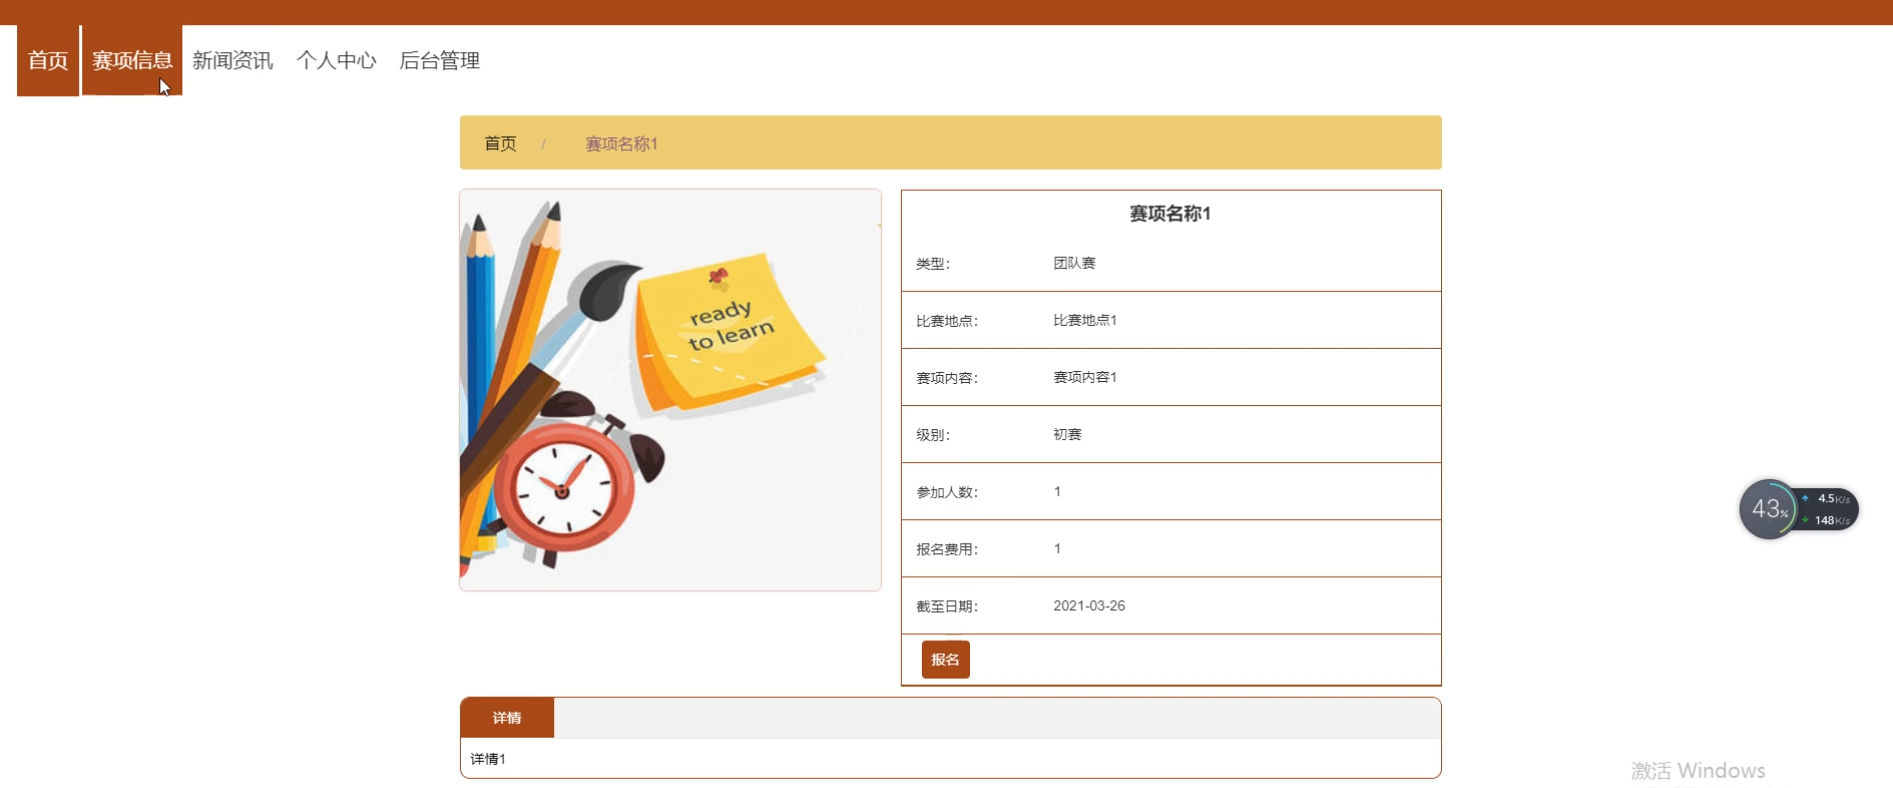 首页 赛项信息 新闻资讯 个人中心 后台管理
首页 / 赛项名称1
ready
to learn
赛项名称1
类型： 团队赛
比赛地点： 比赛地点1
赛项内容： 赛项内容1
级别： 初赛
参加人数： 1
报名费用： 1
截至日期： 2021-03-26
报名
43%
4.5K/s
148K/s
详情
详情1
激活 Windows